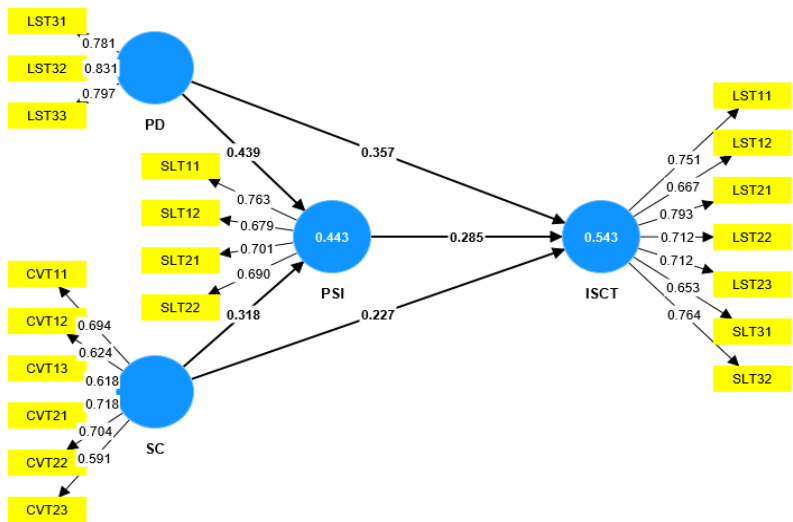 LST31
0.781
LST32
0.831
0.797
LST33
PD
0.439
0.357
SLT11
0.763
SLT12
0.679
SLT21
0.701
0.690
SLT22
0.443
PSI
0.285
0.318
0.227
0.543
ISCT
LST11
0.751
LST12
0.667
LST21
0.793
0.712
LST22
0.712
LST23
0.653
SLT31
0.764
SLT32
CVT11
0.694
CVT12
0.624
CVT13
0.618
0.718
CVT21
0.704
CVT22
0.591
CVT23
SC